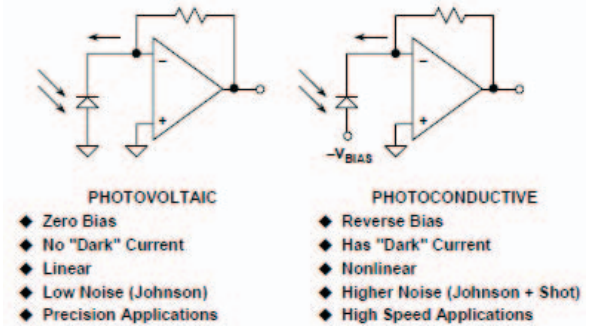 −
+
−
+
−VBIAS
PHOTOVOLTAIC
◆ Zero Bias
◆ No "Dark" Current
◆ Linear
◆ Low Noise (Johnson)
◆ Precision Applications
PHOTOCONDUCTIVE
◆ Reverse Bias
◆ Has "Dark" Current
◆ Nonlinear
◆ Higher Noise (Johnson + Shot)
◆ High Speed Applications